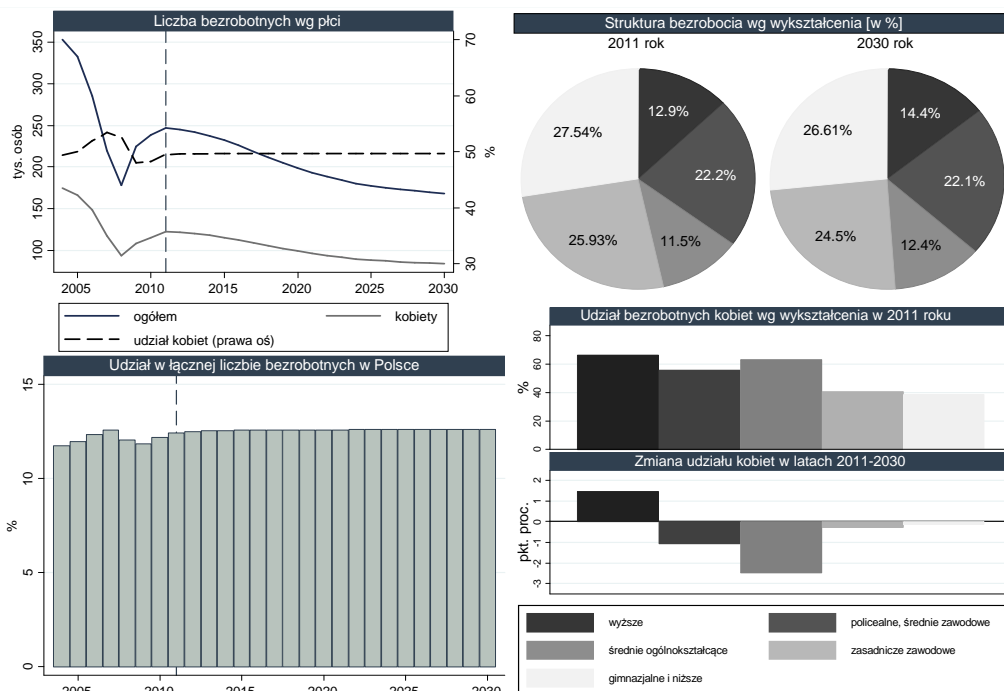 Liczba bezrobotnych wg płci
350
300
250
200
150
100
tys. osób
70
60
50
40
30
%
2005 2010 2015 2020 2025 2030
ogółem kobiety
udział kobiet (prawa oś)
Struktura bezrobocia wg wykształcenia [w %]
2011 rok 2030 rok
12.9%
22.2%
11.5%
25.93%
27.54%
14.4%
22.1%
12.4%
24.5%
26.61%
Udział w łącznej liczbie bezrobotnych w Polsce
15
10
5
0
%
2005 2010 2015 2020 2025 2030
Udział bezrobotnych kobiet wg wykształcenia w 2011 roku
80
60
40
20
0
%
Zmiana udziału kobiet w latach 2011-2030
2
1
0
-1
-2
-3
pkt. proc.
wyższe policealne, średnie zawodowe
średnie ogólnokształcące zasadnicze zawodowe
gimnazjalne i niższe